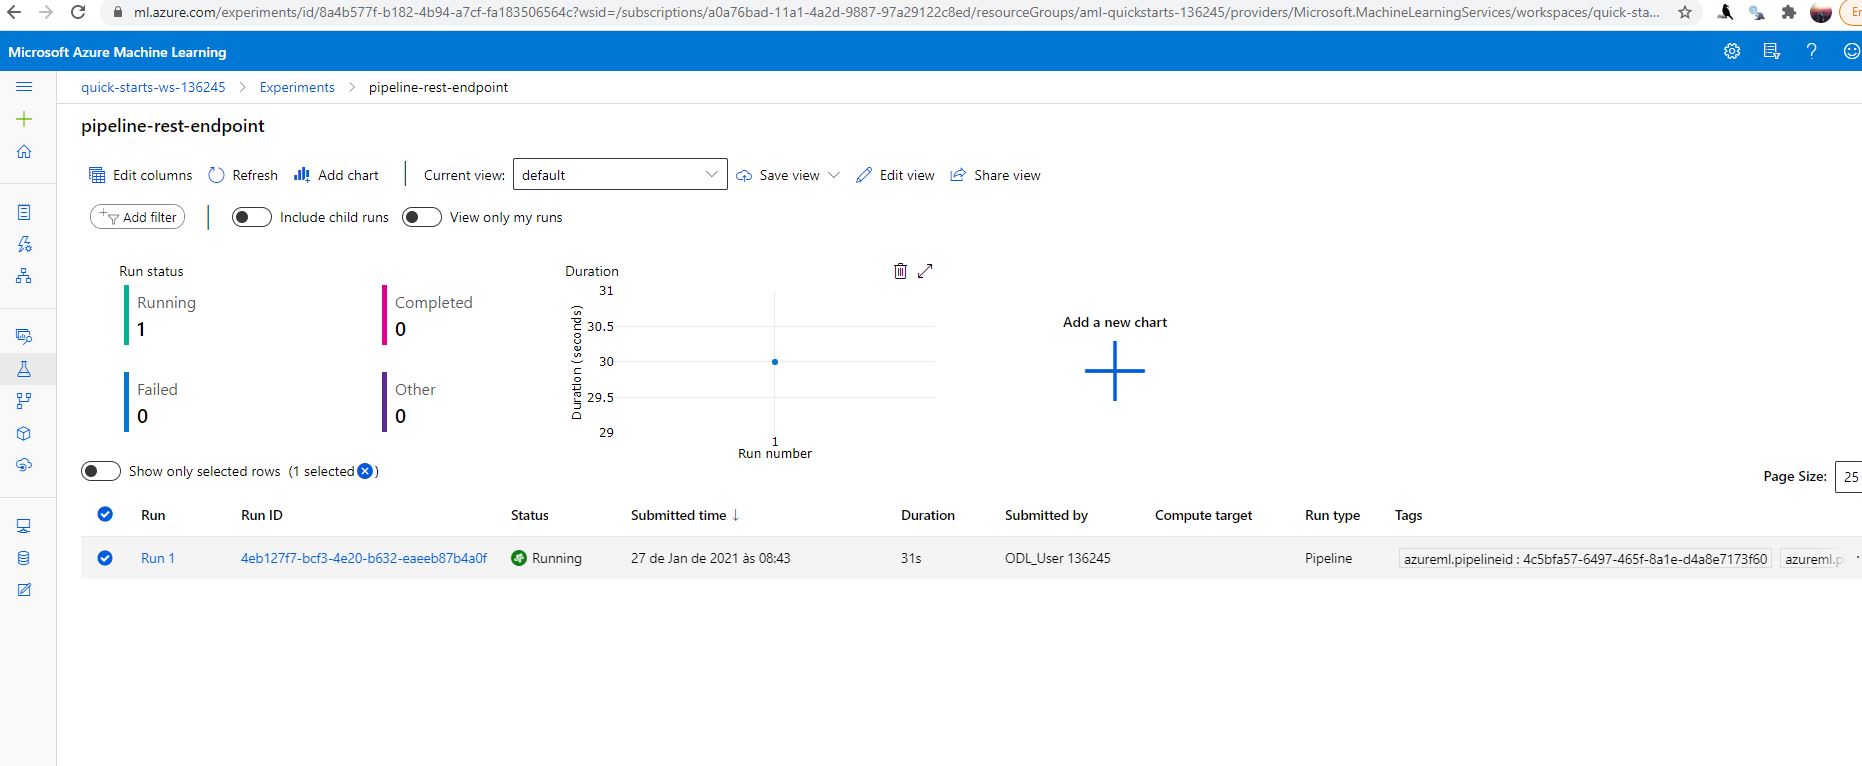 ml.azure.com/experiments/id/8a4b577f-b182-4b94-a7cf-fa183506564c?wsid=/subscriptions/a0a76bad-11a1-4a2d-9887-97a29122c8ed/resourceGroups/aml-quickstarts-136245/providers/Microsoft.MachineLearningServices/workspaces/quick-sta...
Microsoft Azure Machine Learning
quick-starts-ws-136245 > Experiments > pipeline-rest-endpoint
pipeline-rest-endpoint
Edit columns Refresh Add chart Current view: default Save view Edit view Share view
Add filter Include child runs View only my runs
Run status
Running
1
Completed
0
Failed
0
Other
0
Duration
Duration (seconds)
31
30.5
30
29.5
29
1
Run number
Add a new chart
Show only selected rows (1 selected )
Page Size: 25
Run Run ID Status Submitted time ↓ Duration Submitted by Compute target Run type Tags
Run 1 4eb127f7-bcf3-4e20-b632-eaeeb87b4a0f Running 27 de Jan de 2021 às 08:43 31s ODL_User 136245 Pipeline azureml.pipelineid : 4c5bfa57-6497-465f-8a1e-d4a8e7173f60 azureml.pi